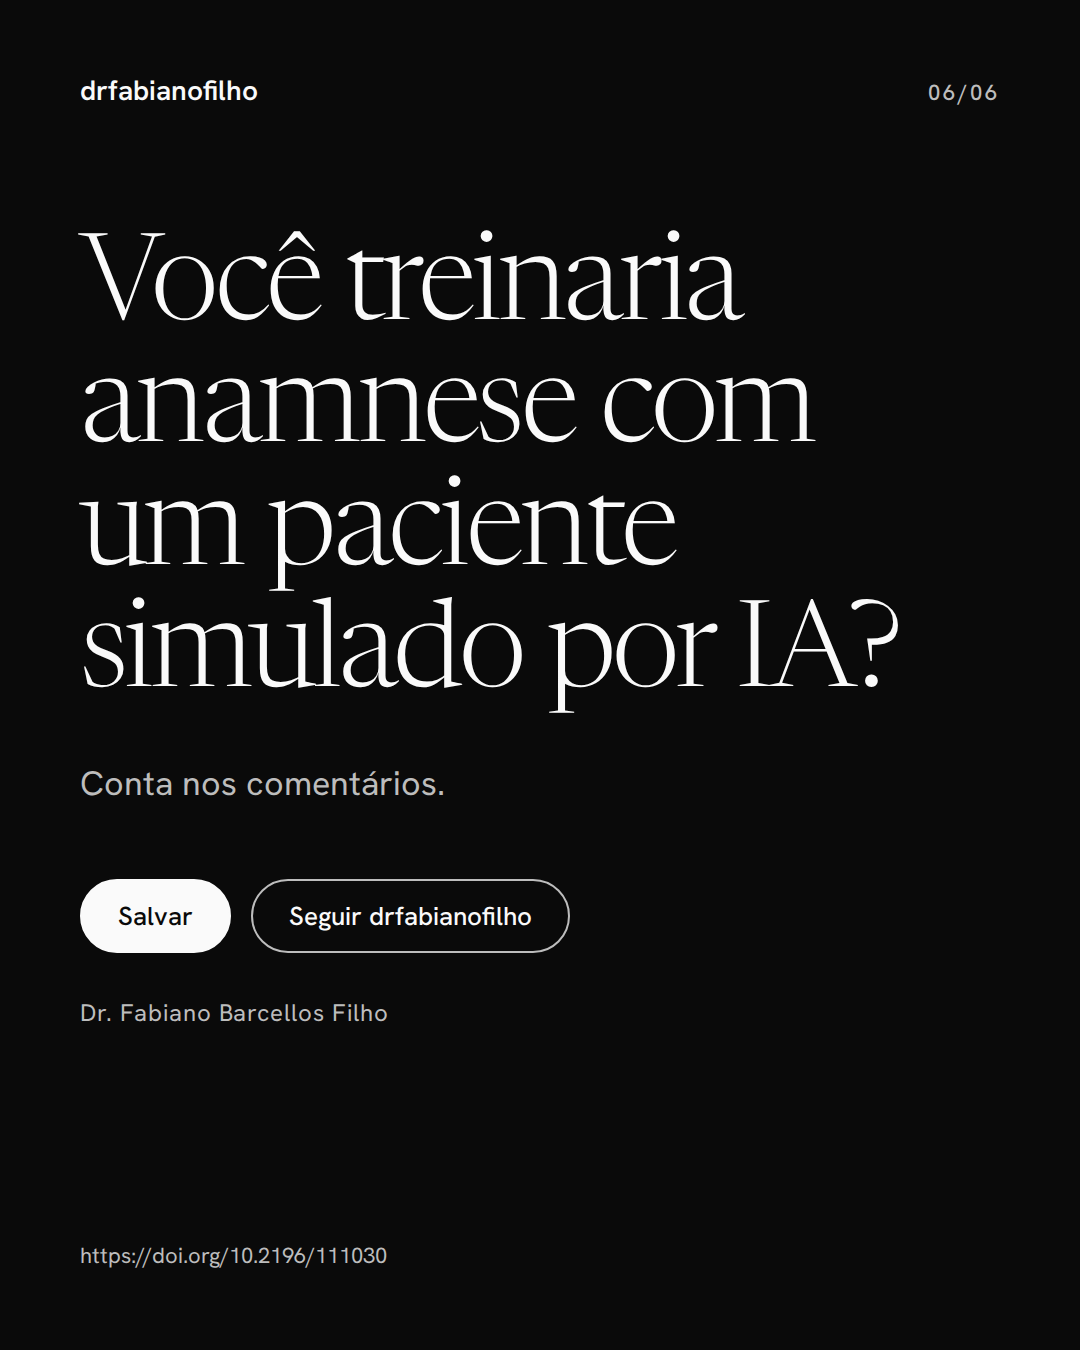 drfabianofilho
06/06
Você treinaria
anamnese com
um paciente
simulado por IA?
Conta nos comentários.
Salvar
Seguir drfabianofilho
Dr. Fabiano Barcellos Filho
https://doi.org/10.2196/111030